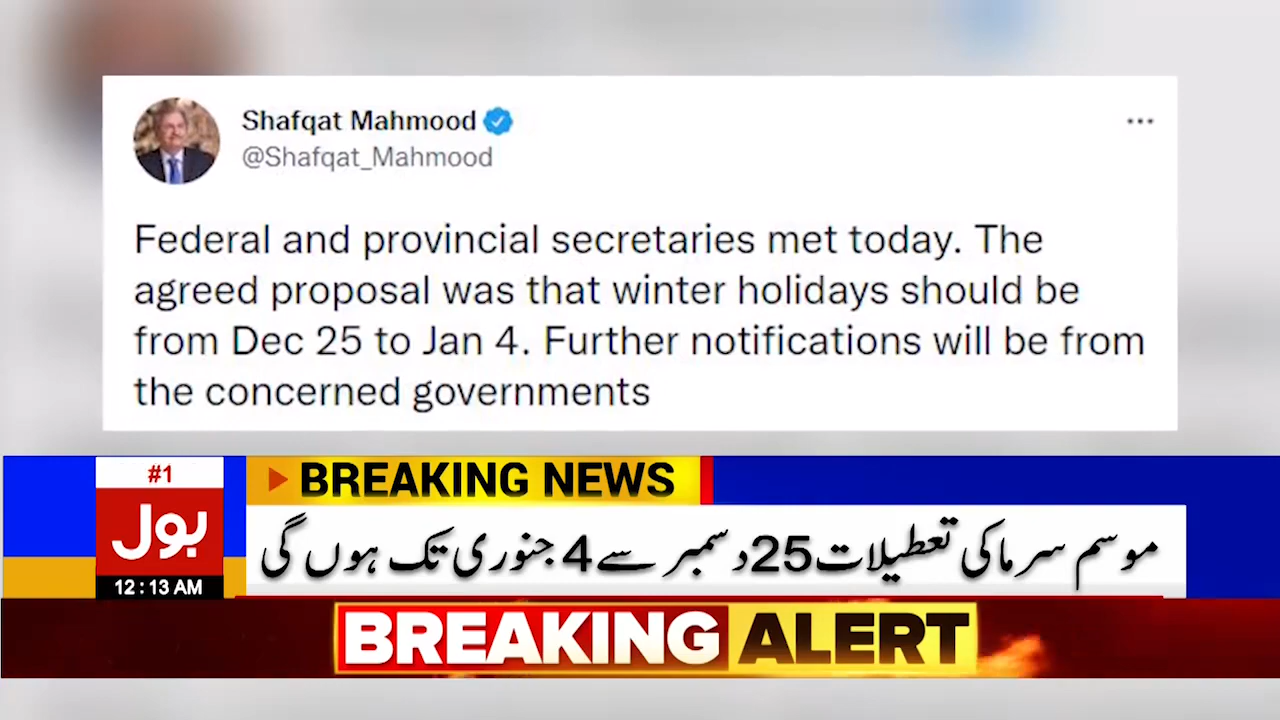 Shafqat Mahmood
@Shafqat_Mahmood
Federal and provincial secretaries met today. The
agreed proposal was that winter holidays should be
from Dec 25 to Jan 4. Further notifications will be from
the concerned governments
#1
BREAKING NEWS
بول
موسم سرما کی تعطیلات 25 دسمبر سے 4 جنوری تک ہوں گی
12:13 AM
BREAKING ALERT